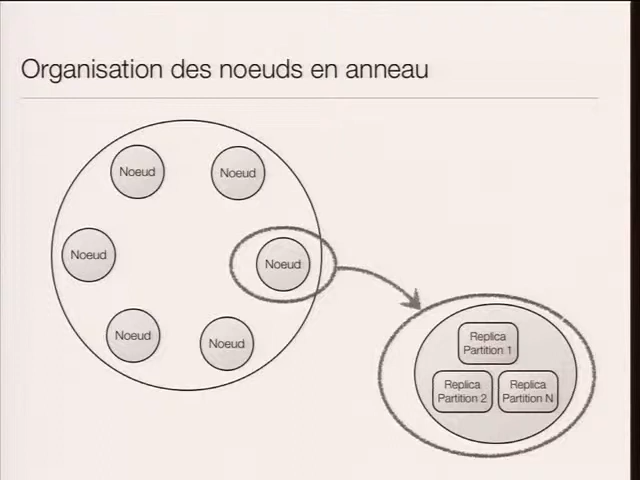 Organisation des noeuds en anneau
Noeud
Noeud
Noeud
Noeud
Noeud
Noeud
Replica
Partition 1
Replica
Partition 2
Replica
Partition N